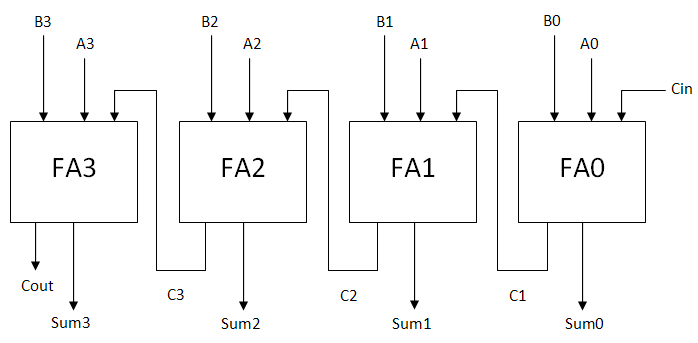 B3 B2 B1 B0
A3 A2 A1 A0
Cin
FA3 FA2 FA1 FA0
Cout
C3 C2 C1
Sum3 Sum2 Sum1 Sum0